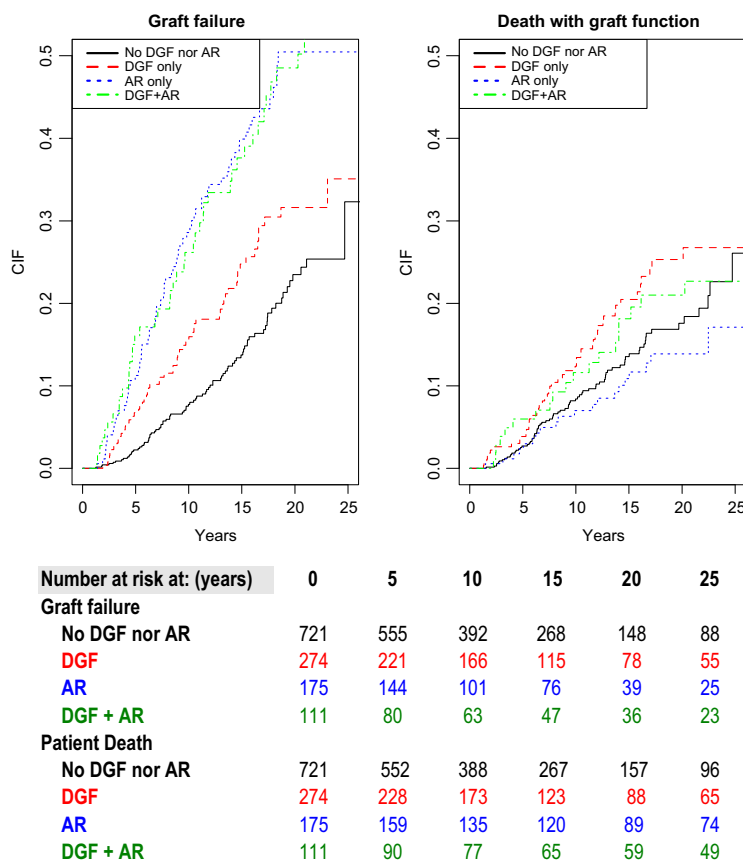 Graft failure
No DGF nor AR
DGF only
AR only
DGF+AR
CIF
0.0
0.1
0.2
0.3
0.4
0.5
0 5 10 15 20 25
Years
Death with graft function
No DGF nor AR
DGF only
AR only
DGF+AR
CIF
0.0
0.1
0.2
0.3
0.4
0.5
0 5 10 15 20 25
Years
Number at risk at: (years) 0 5 10 15 20 25
Graft failure
No DGF nor AR 721 555 392 268 148 88
DGF 274 221 166 115 78 55
AR 175 144 101 76 39 25
DGF + AR 111 80 63 47 36 23
Patient Death
No DGF nor AR 721 552 388 267 157 96
DGF 274 228 173 123 88 65
AR 175 159 135 120 89 74
DGF + AR 111 90 77 65 59 49